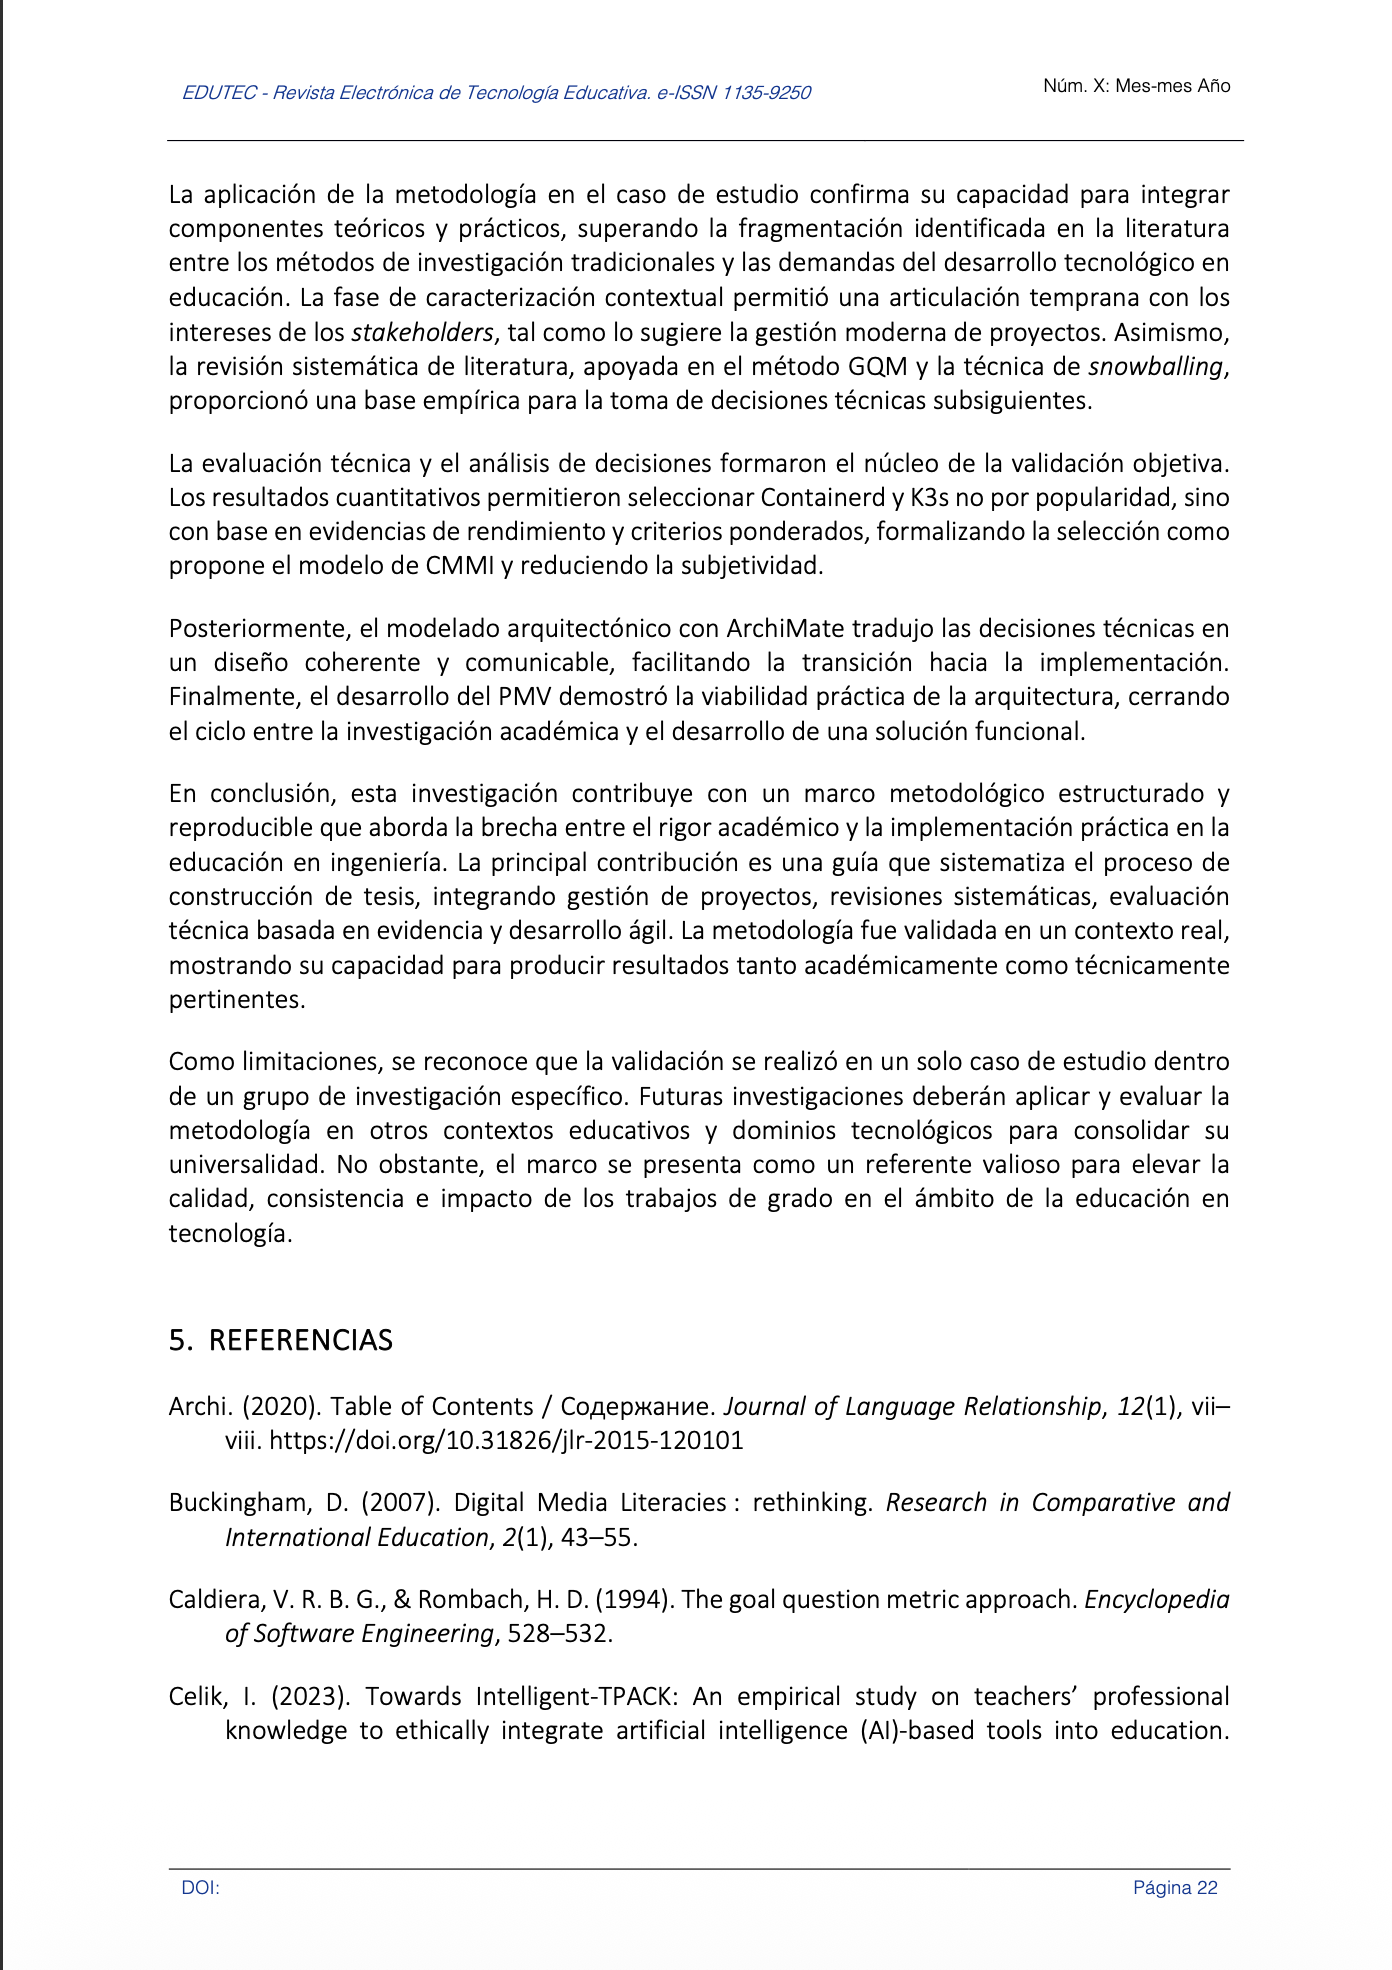 EDUTEC - Revista Electrónica de Tecnología Educativa. e-ISSN 1135-9250
Núm. X: Mes-mes Año
La aplicación de la metodología en el caso de estudio confirma su capacidad para integrar
componentes teóricos y prácticos, superando la fragmentación identificada en la literatura
entre los métodos de investigación tradicionales y las demandas del desarrollo tecnológico en
educación. La fase de caracterización contextual permitió una articulación temprana con los
intereses de los stakeholders, tal como lo sugiere la gestión moderna de proyectos. Asimismo,
la revisión sistemática de literatura, apoyada en el método GQM y la técnica de snowballing,
proporcionó una base empírica para la toma de decisiones técnicas subsiguientes.
La evaluación técnica y el análisis de decisiones formaron el núcleo de la validación objetiva.
Los resultados cuantitativos permitieron seleccionar Containerd y K3s no por popularidad, sino
con base en evidencias de rendimiento y criterios ponderados, formalizando la selección como
propone el modelo de CMMI y reduciendo la subjetividad.
Posteriormente, el modelado arquitectónico con ArchiMate tradujo las decisiones técnicas en
un diseño coherente y comunicable, facilitando la transición hacia la implementación.
Finalmente, el desarrollo del PMV demostró la viabilidad práctica de la arquitectura, cerrando
el ciclo entre la investigación académica y el desarrollo de una solución funcional.
En conclusión, esta investigación contribuye con un marco metodológico estructurado y
reproducible que aborda la brecha entre el rigor académico y la implementación práctica en la
educación en ingeniería. La principal contribución es una guía que sistematiza el proceso de
construcción de tesis, integrando gestión de proyectos, revisiones sistemáticas, evaluación
técnica basada en evidencia y desarrollo ágil. La metodología fue validada en un contexto real,
mostrando su capacidad para producir resultados tanto académicamente como técnicamente
pertinentes.
Como limitaciones, se reconoce que la validación se realizó en un solo caso de estudio dentro
de un grupo de investigación específico. Futuras investigaciones deberán aplicar y evaluar la
metodología en otros contextos educativos y dominios tecnológicos para consolidar su
universalidad. No obstante, el marco se presenta como un referente valioso para elevar la
calidad, consistencia e impacto de los trabajos de grado en el ámbito de la educación en
tecnología.
5. REFERENCIAS
Archi. (2020). Table of Contents / Содержание. Journal of Language Relationship, 12(1), vii–
viii. https://doi.org/10.31826/jlr-2015-120101
Buckingham, D. (2007). Digital Media Literacies : rethinking. Research in Comparative and
International Education, 2(1), 43–55.
Caldiera, V. R. B. G., & Rombach, H. D. (1994). The goal question metric approach. Encyclopedia
of Software Engineering, 528–532.
Celik, I. (2023). Towards Intelligent-TPACK: An empirical study on teachers’ professional
knowledge to ethically integrate artificial intelligence (AI)-based tools into education.
DOI:
Página 22